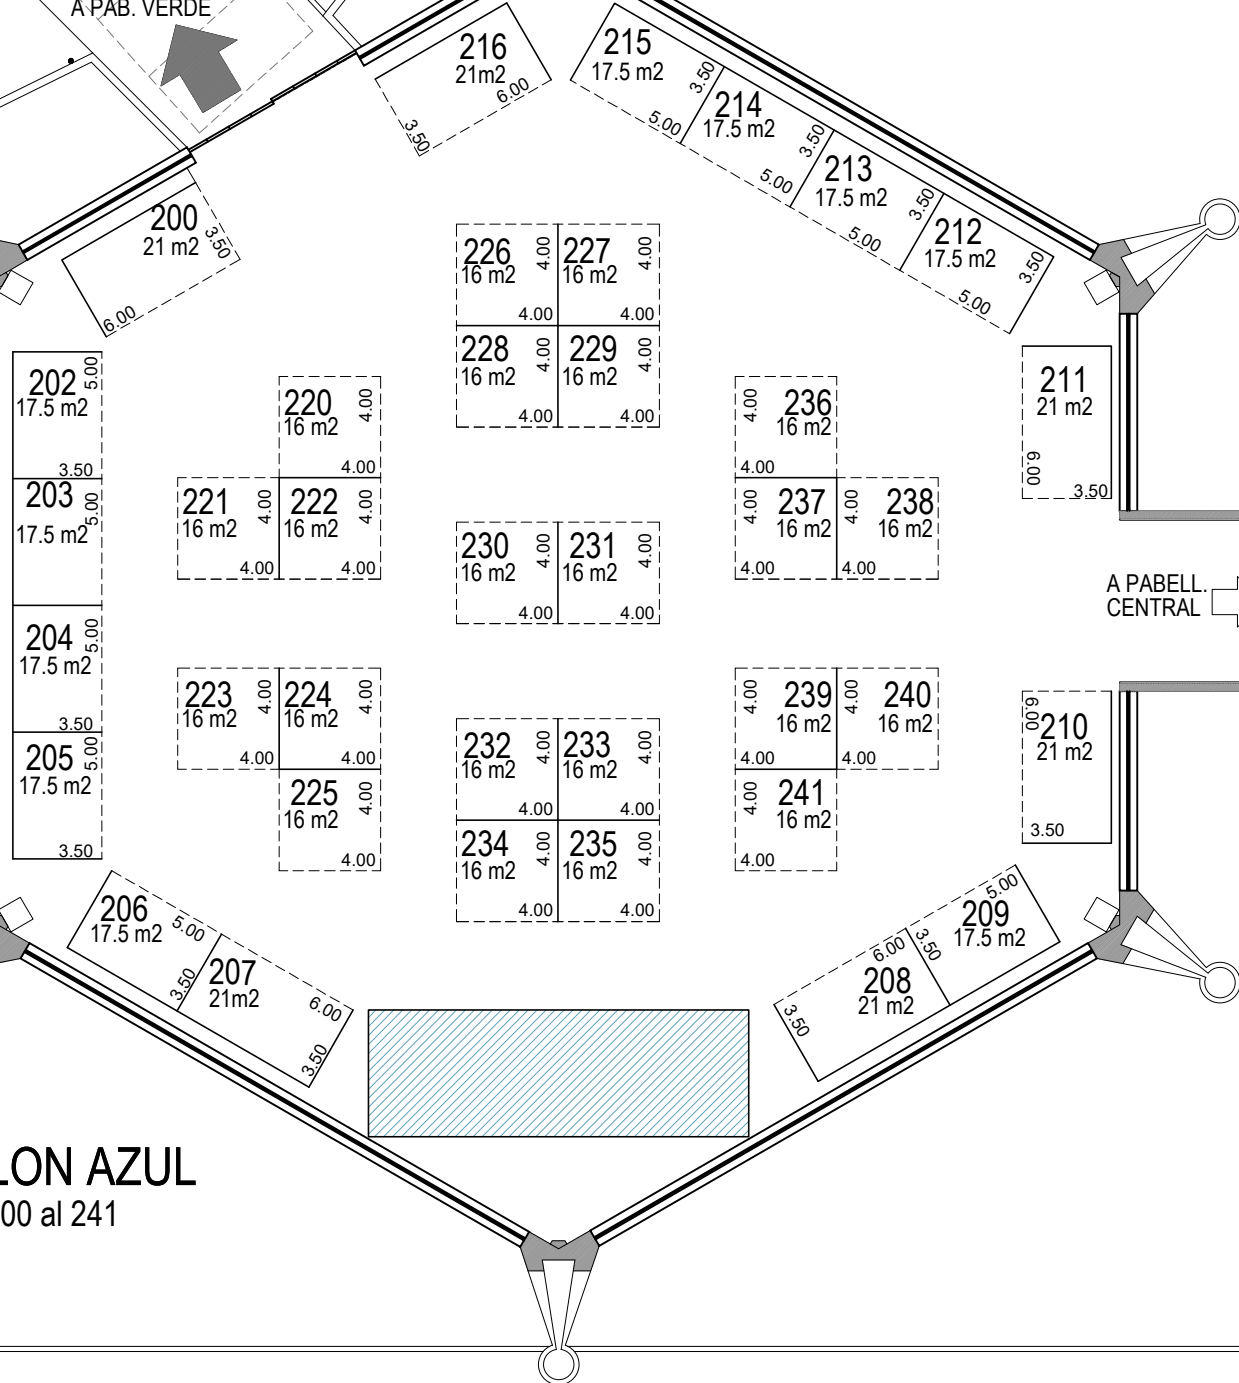 A PAB. VERDE
216
21m2
6.00
3.50
215
17.5 m2
3.50
5.00
214
17.5 m2
3.50
5.00
213
17.5 m2
3.50
5.00
212
17.5 m2
3.50
5.00
200
21 m2
3.50
6.00
226
16 m2
4.00
4.00
227
16 m2
4.00
4.00
228
16 m2
4.00
4.00
229
16 m2
4.00
4.00
202
17.5 m2
5.00
3.50
203
17.5 m2
5.00
204
17.5 m2
5.00
3.50
205
17.5 m2
5.00
3.50
220
16 m2
4.00
4.00
221
16 m2
4.00
4.00
222
16 m2
4.00
4.00
230
16 m2
4.00
4.00
231
16 m2
4.00
4.00
236
16 m2
4.00
4.00
237
16 m2
4.00
4.00
238
16 m2
4.00
4.00
211
21 m2
6.00
3.50
A PABELL.
CENTRAL
223
16 m2
4.00
4.00
224
16 m2
4.00
4.00
225
16 m2
4.00
4.00
232
16 m2
4.00
4.00
233
16 m2
4.00
4.00
234
16 m2
4.00
4.00
235
16 m2
4.00
4.00
239
16 m2
4.00
4.00
240
16 m2
4.00
4.00
241
16 m2
4.00
4.00
210
21 m2
6.00
3.50
206
17.5 m2
5.00
3.50
207
21m2
6.00
3.50
208
21 m2
6.00
3.50
209
17.5 m2
5.00
3.50
LON AZUL
00 al 241